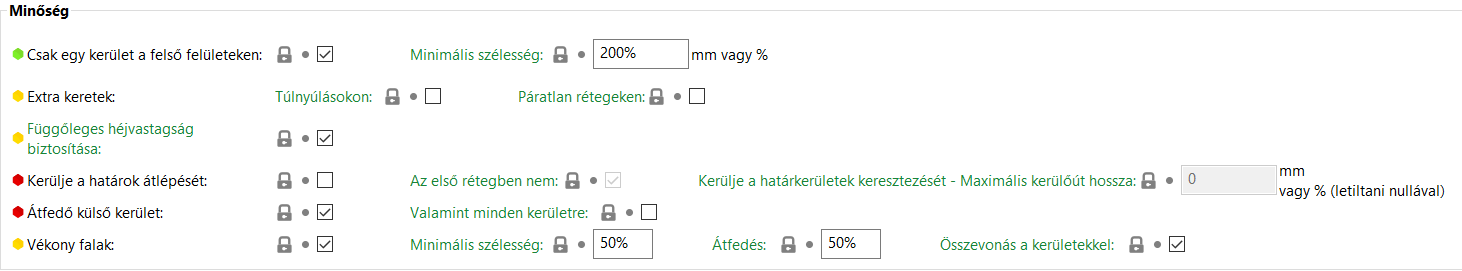 Minőség
Csak egy kerület a felső felületeken: Minimális szélesség: 200% mm vagy %
Extra keretek: Túlnyúlásokon: Páratlan rétegeken:
Függőleges héjvastagság
biztosítása:
Kerülje a határok átlépését: Az első rétegben nem: Kerülje a határkerületek keresztezését - Maximális kerülőút hossza: 0 mm
vagy % (letiltani nullával)
Átfedő külső kerület: Valamint minden kerületre:
Vékony falak: Minimális szélesség: 50% Átfedés: 50% Összevonás a kerületekkel: